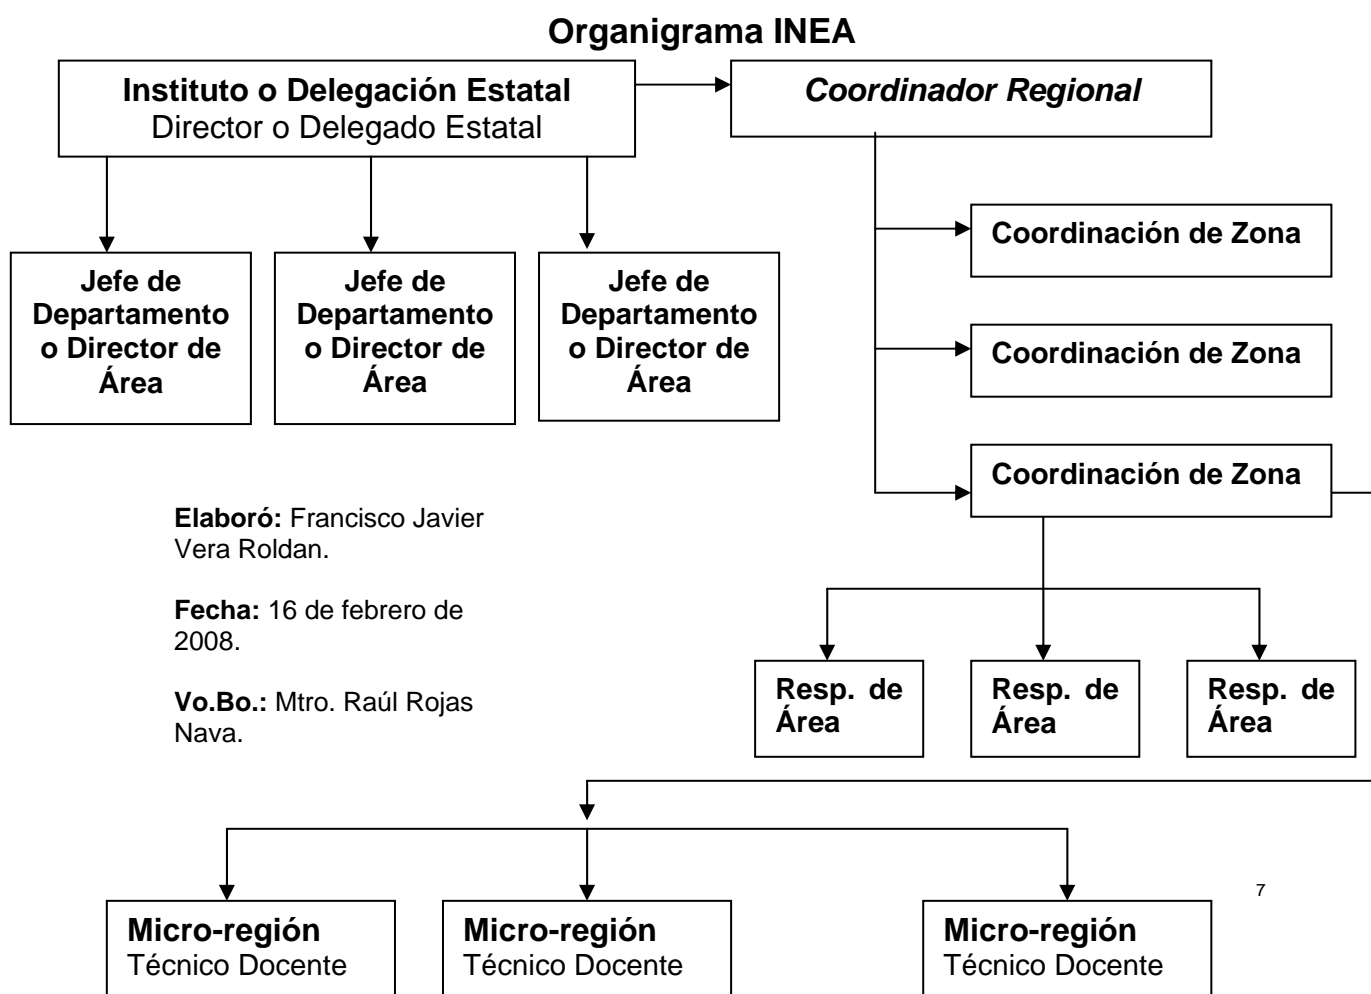 Organigrama INEA
Instituto o Delegación Estatal
Director o Delegado Estatal
Coordinador Regional
Coordinación de Zona
Jefe de
Departamento
o Director de
Área
Jefe de
Departamento
o Director de
Área
Jefe de
Departamento
o Director de
Área
Coordinación de Zona
Coordinación de Zona
Elaboró: Francisco Javier
Vera Roldan.
Fecha: 16 de febrero de
2008.
Vo.Bo.: Mtro. Raúl Rojas
Nava.
Resp. de
Área
Resp. de
Área
Resp. de
Área
7
Micro-región
Técnico Docente
Micro-región
Técnico Docente
Micro-región
Técnico Docente